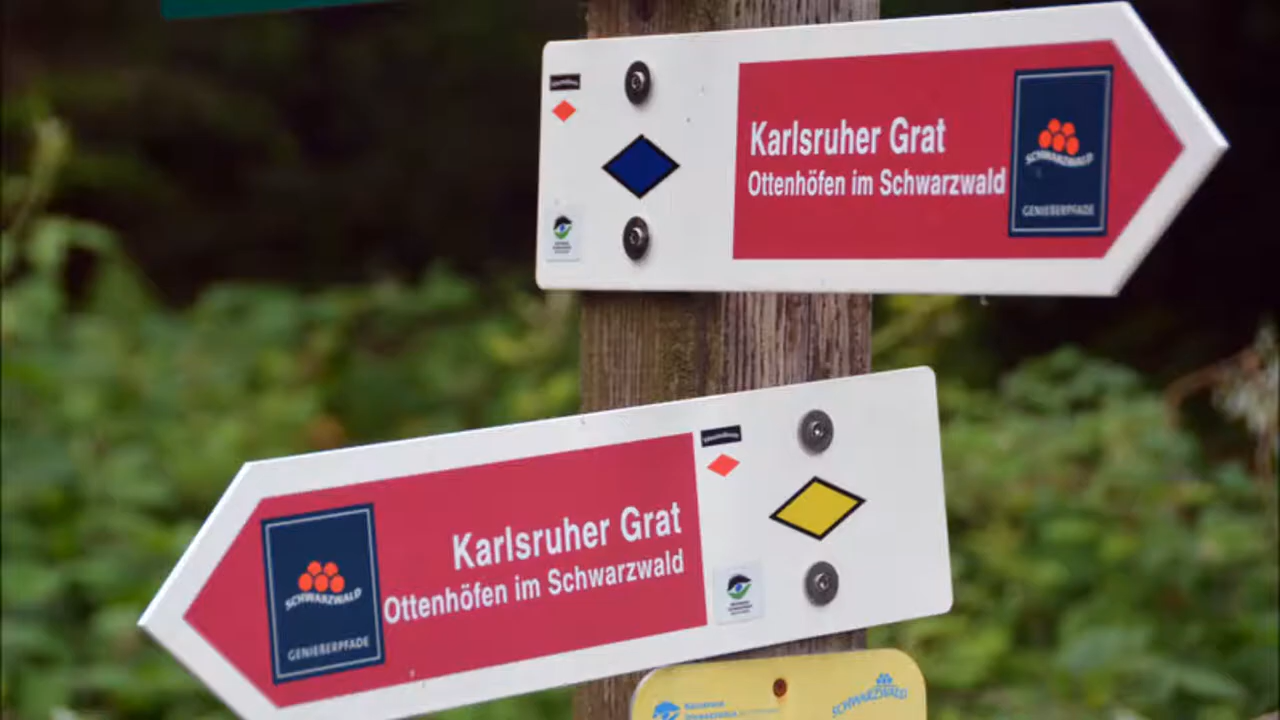 Karlsruher Grat
Ottenhöfen im Schwarzwald
SCHWARZWALD
GENIEßERPFADE
Karlsruher Grat
Ottenhöfen im Schwarzwald
SCHWARZWALD
GENIEßERPFADE
SCHWARZWALD